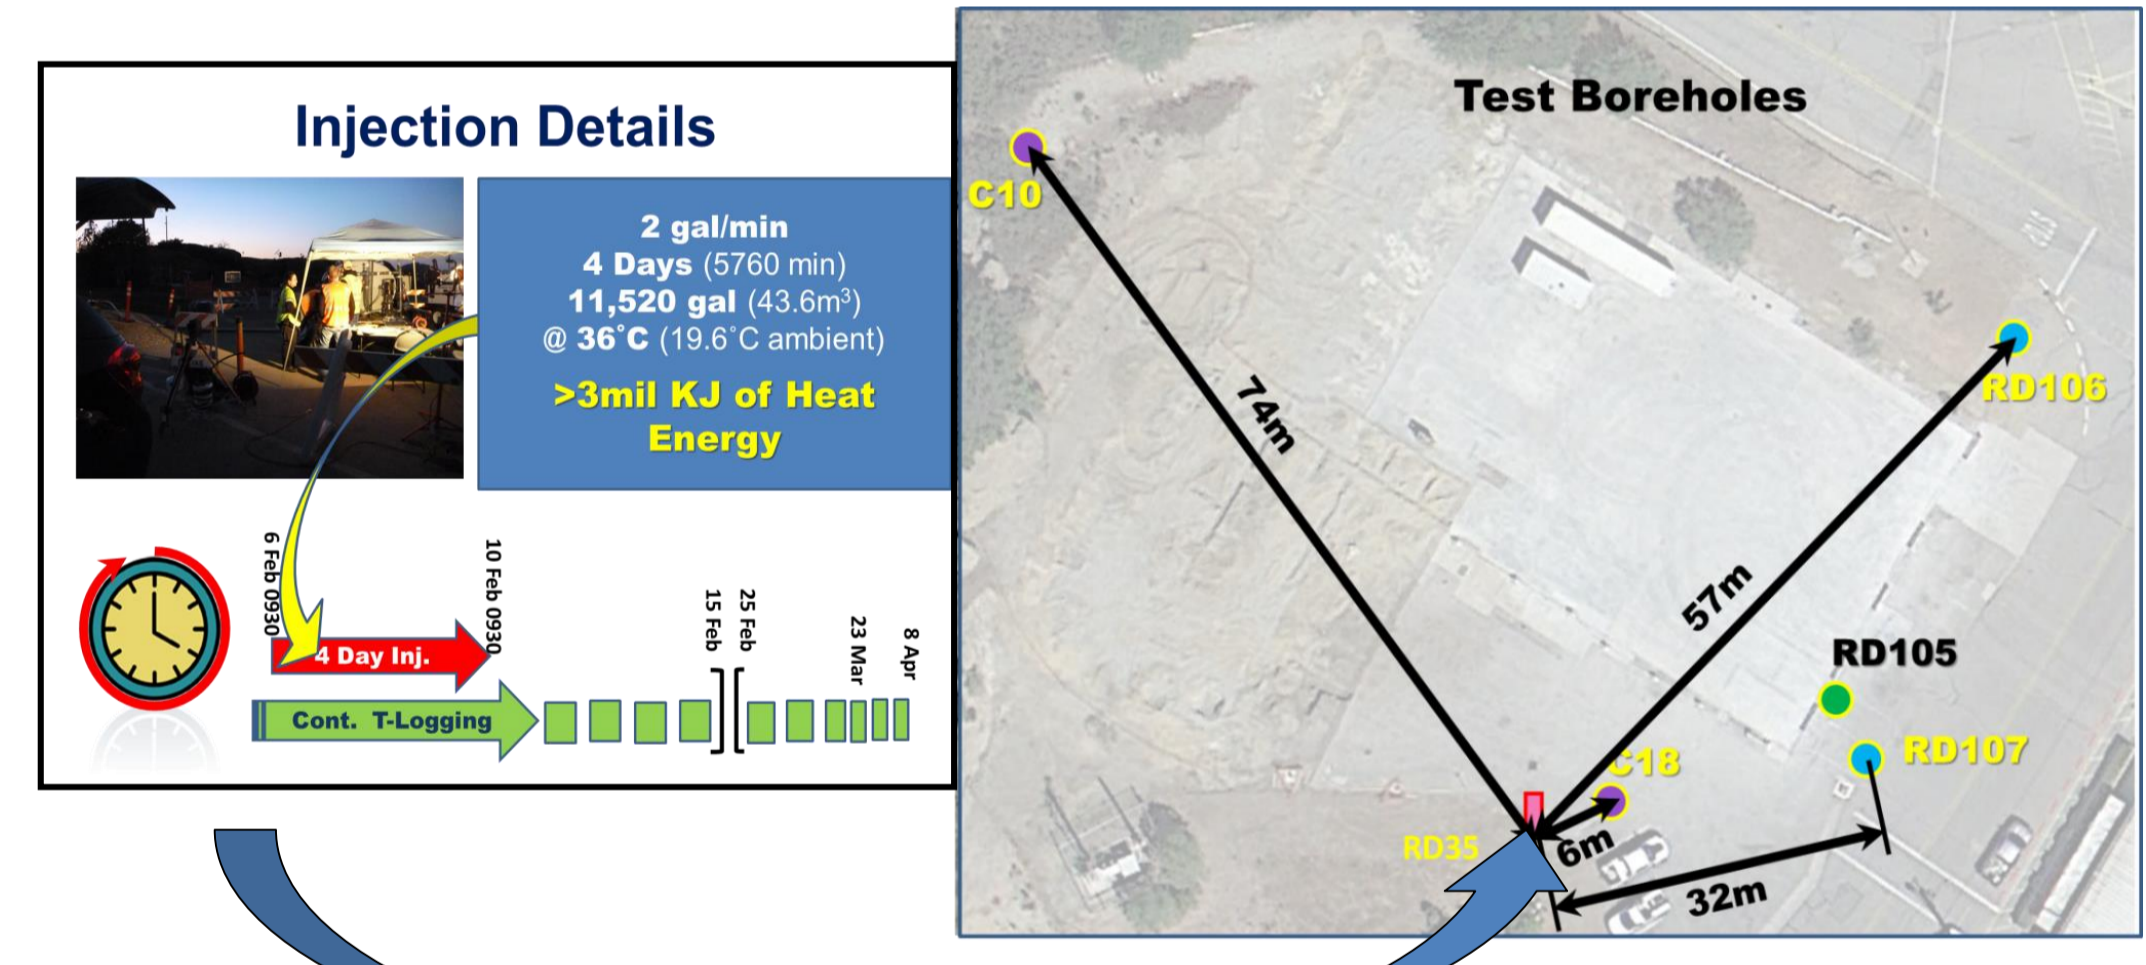 Injection Details
2 gal/min
4 Days (5760 min)
11,520 gal (43.6m³)
@ 36˚C (19.6˚C ambient)
>3mil KJ of Heat
Energy
6 Feb 0930
10 Feb 0930
15 Feb
25 Feb
23 Mar
8 Apr
4 Day Inj.
Cont. T-Logging
Test Boreholes
C10
RD106
74m
57m
RD105
RD107
C18
RD35
6m
32m